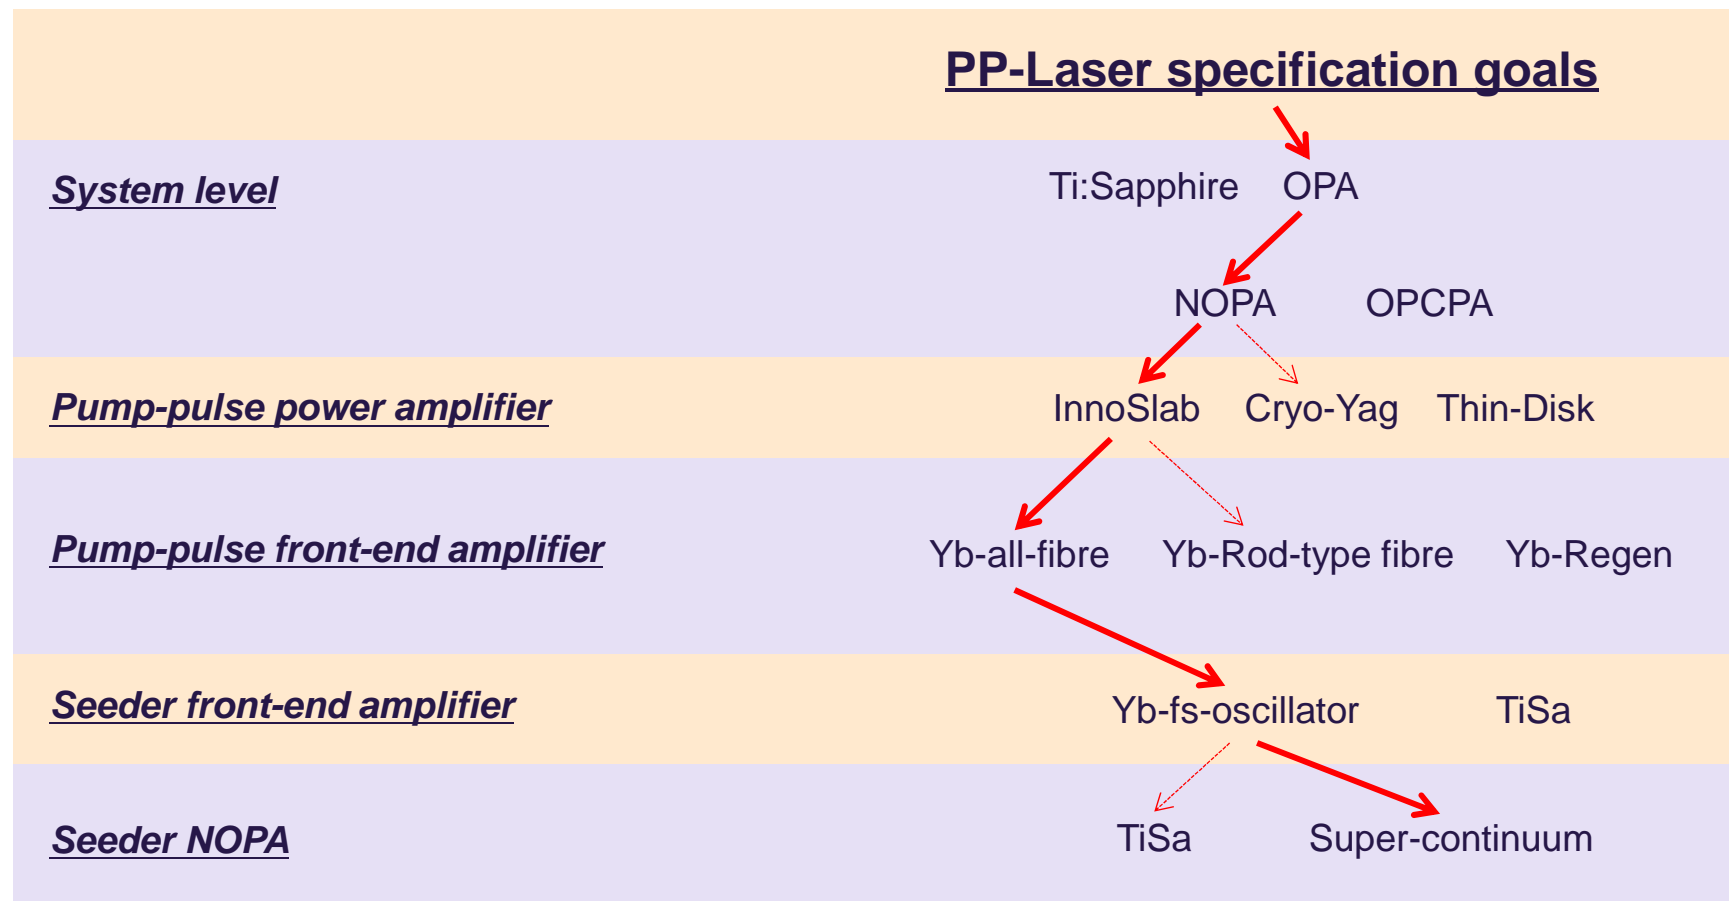 PP-Laser specification goals
System level
Ti:Sapphire OPA
NOPA OPCPA
Pump-pulse power amplifier
InnoSlab Cryo-Yag Thin-Disk
Pump-pulse front-end amplifier
Yb-all-fibre Yb-Rod-type fibre Yb-Regen
Seeder front-end amplifier
Yb-fs-oscillator TiSa
Seeder NOPA
TiSa Super-continuum